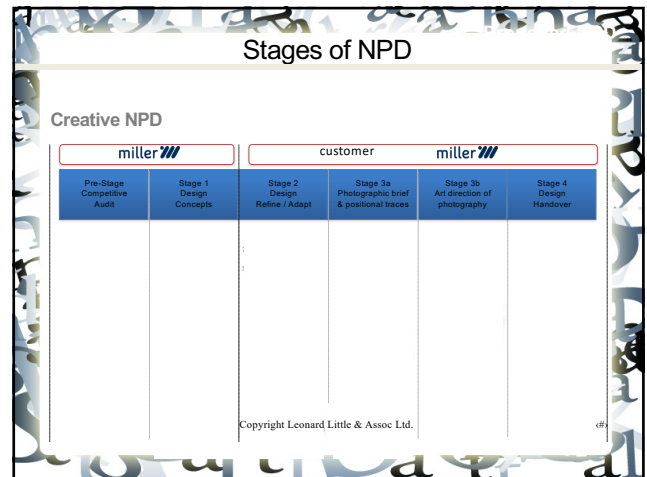 Stages of NPD
Creative NPD
miller
customer miller
Pre-Stage
Competitive
Audit
Stage 1
Design
Concepts
Stage 2
Design
Refine / Adapt
Stage 3a
Photographic brief
& positional traces
Stage 3b
Art direction of
photography
Stage 4
Design
Handover
Copyright Leonard Little & Assoc Ltd.
‹#›